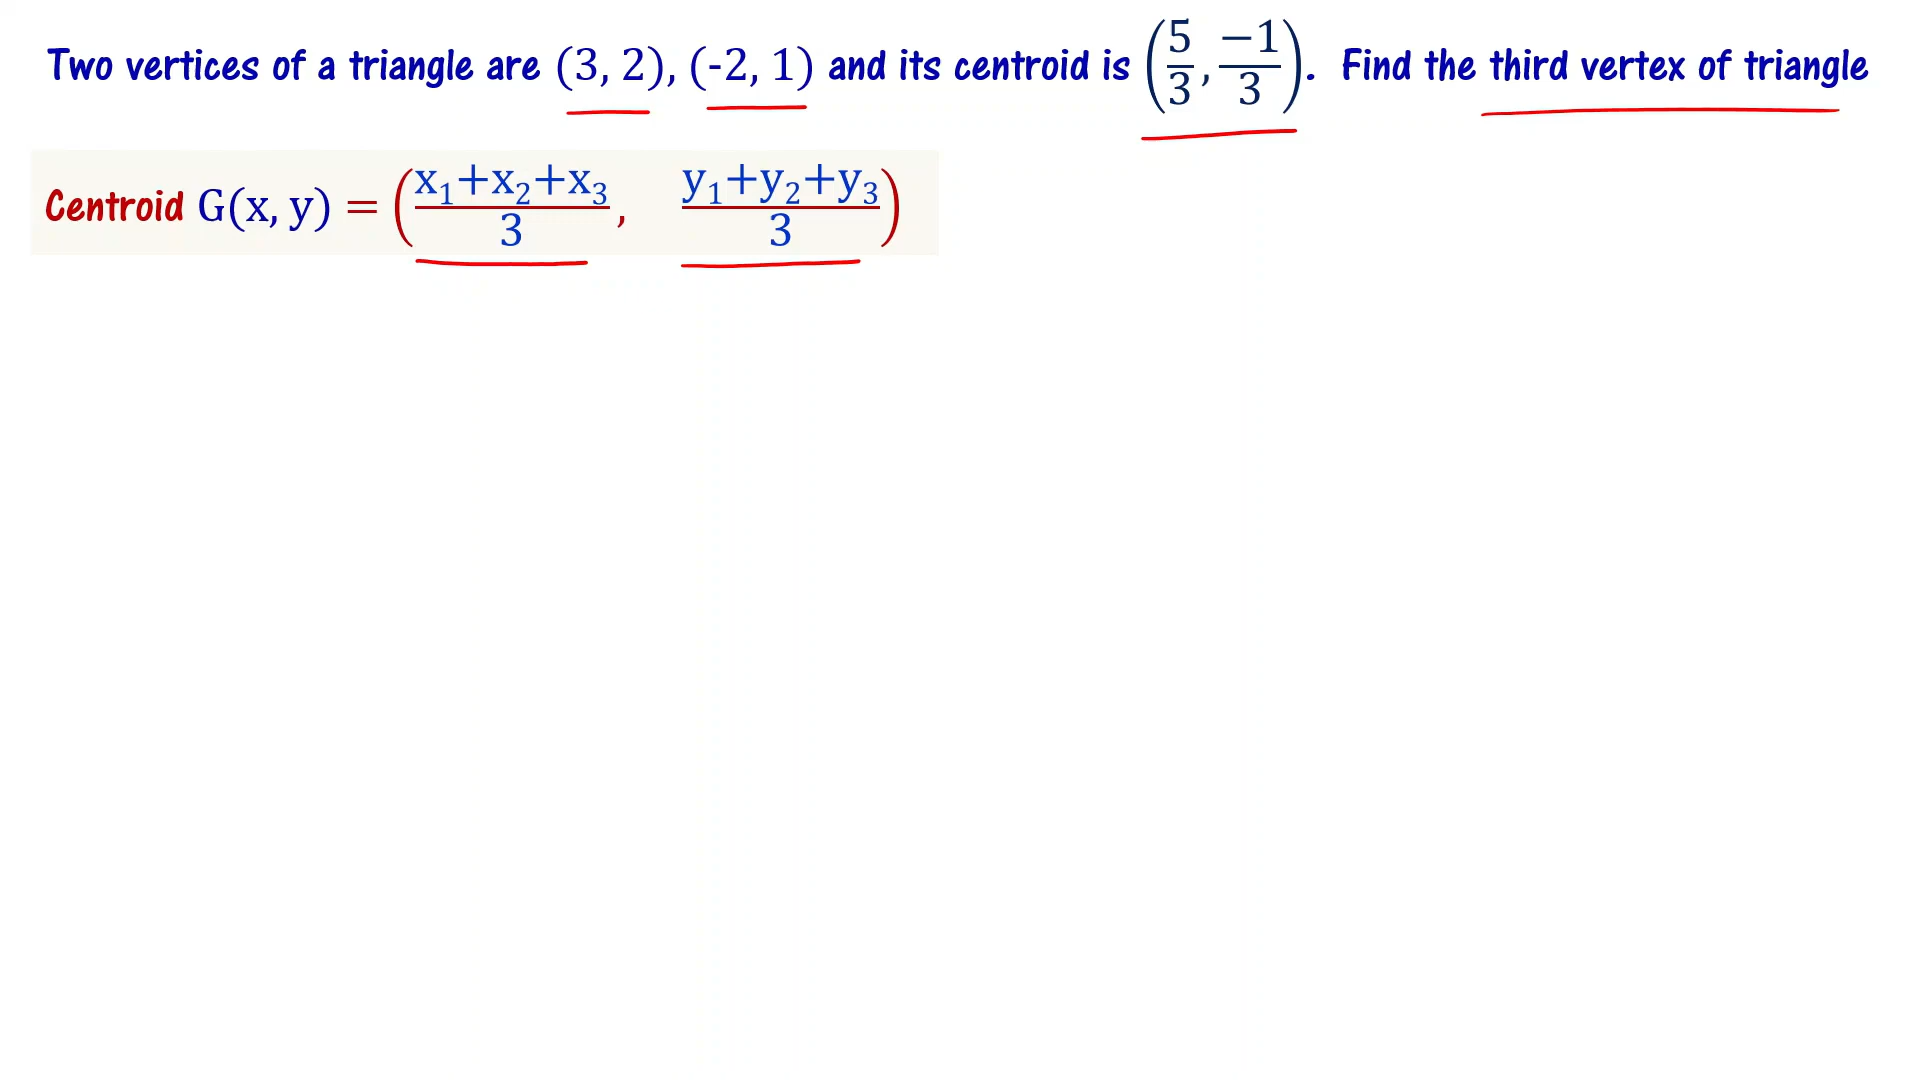 Two vertices of a triangle are (3, 2), (-2, 1) and its centroid is (5/3, −1/3). Find the third vertex of triangle
Centroid G(x, y) = (x₁+x₂+x₃/3, y₁+y₂+y₃/3)